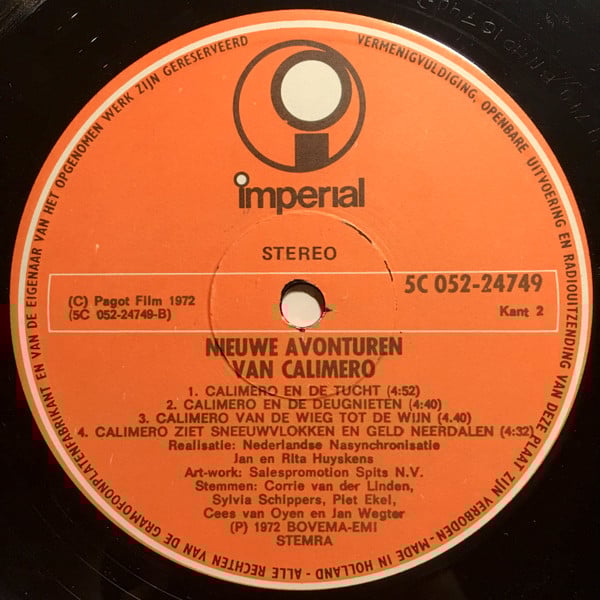 imperial
STEREO
5C 052-24749
(C) Pagot Film 1972
(5C 052-24749-B)
Kant 2
NIEUWE AVONTUREN
VAN CALIMERO
1. CALIMERO EN DE TUCHT (4:52)
2. CALIMERO EN DE DEUGNIETEN (4:40)
3. CALIMERO VAN DE WIEG TOT DE WIJN (4.40)
4. CALIMERO ZIET SNEEUWVLOKKEN EN GELD NEERDALEN (4:32)
Realisatie: Nederlandse Nasynchronisatie
Jan en Rita Huyskens
Art-work: Salespromotion Spits N.V.
Stemmen: Corrie van der Linden,
Sylvia Schippers, Piet Ekel,
Cees van Oyen en Jan Wegter
(P) 1972 BOVEMA-EMI
STEMRA
ALLE RECHTEN VAN DE GRAMOFOONPLATENFABRIKANT EN VAN DE EIGENAAR VAN HET OPGENOMEN WERK ZIJN GERESERVEERD
VERMENIGVULDIGING, OPENBARE UITVOERING EN RADIOUITZENDING VAN DEZE PLAAT ZIJN VERBODEN - MADE IN HOLLAND -